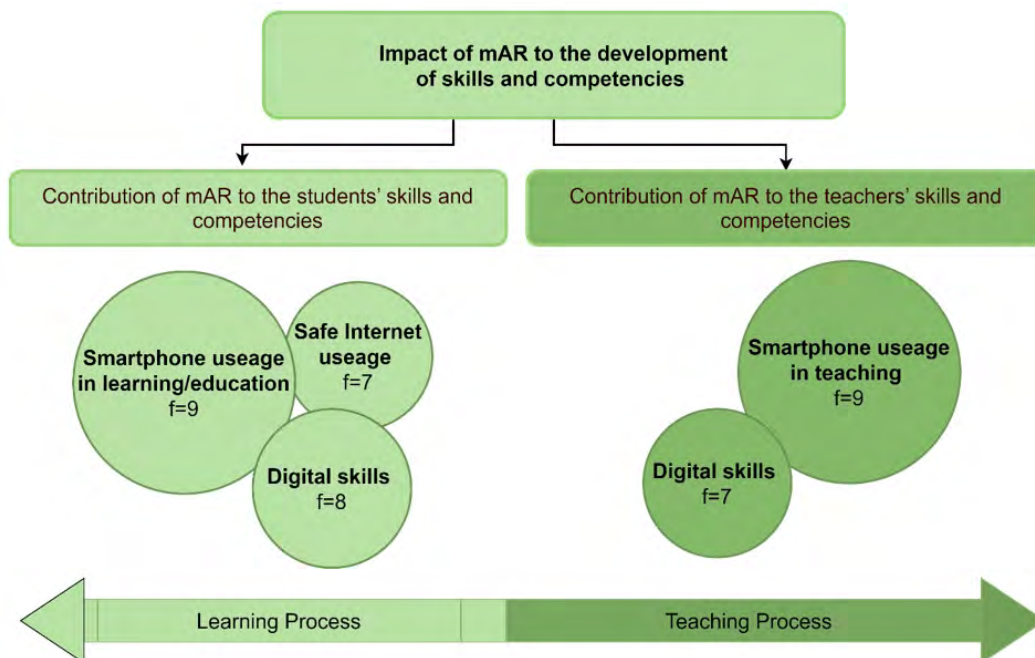 Impact of mAR to the development
of skills and competencies
Contribution of mAR to the students' skills and
competencies
Contribution of mAR to the teachers' skills and
competencies
Smartphone useage
in learning/education
f=9
Safe Internet
useage
f=7
Digital skills
f=8
Smartphone useage
in teaching
f=9
Digital skills
f=7
Learning Process
Teaching Process